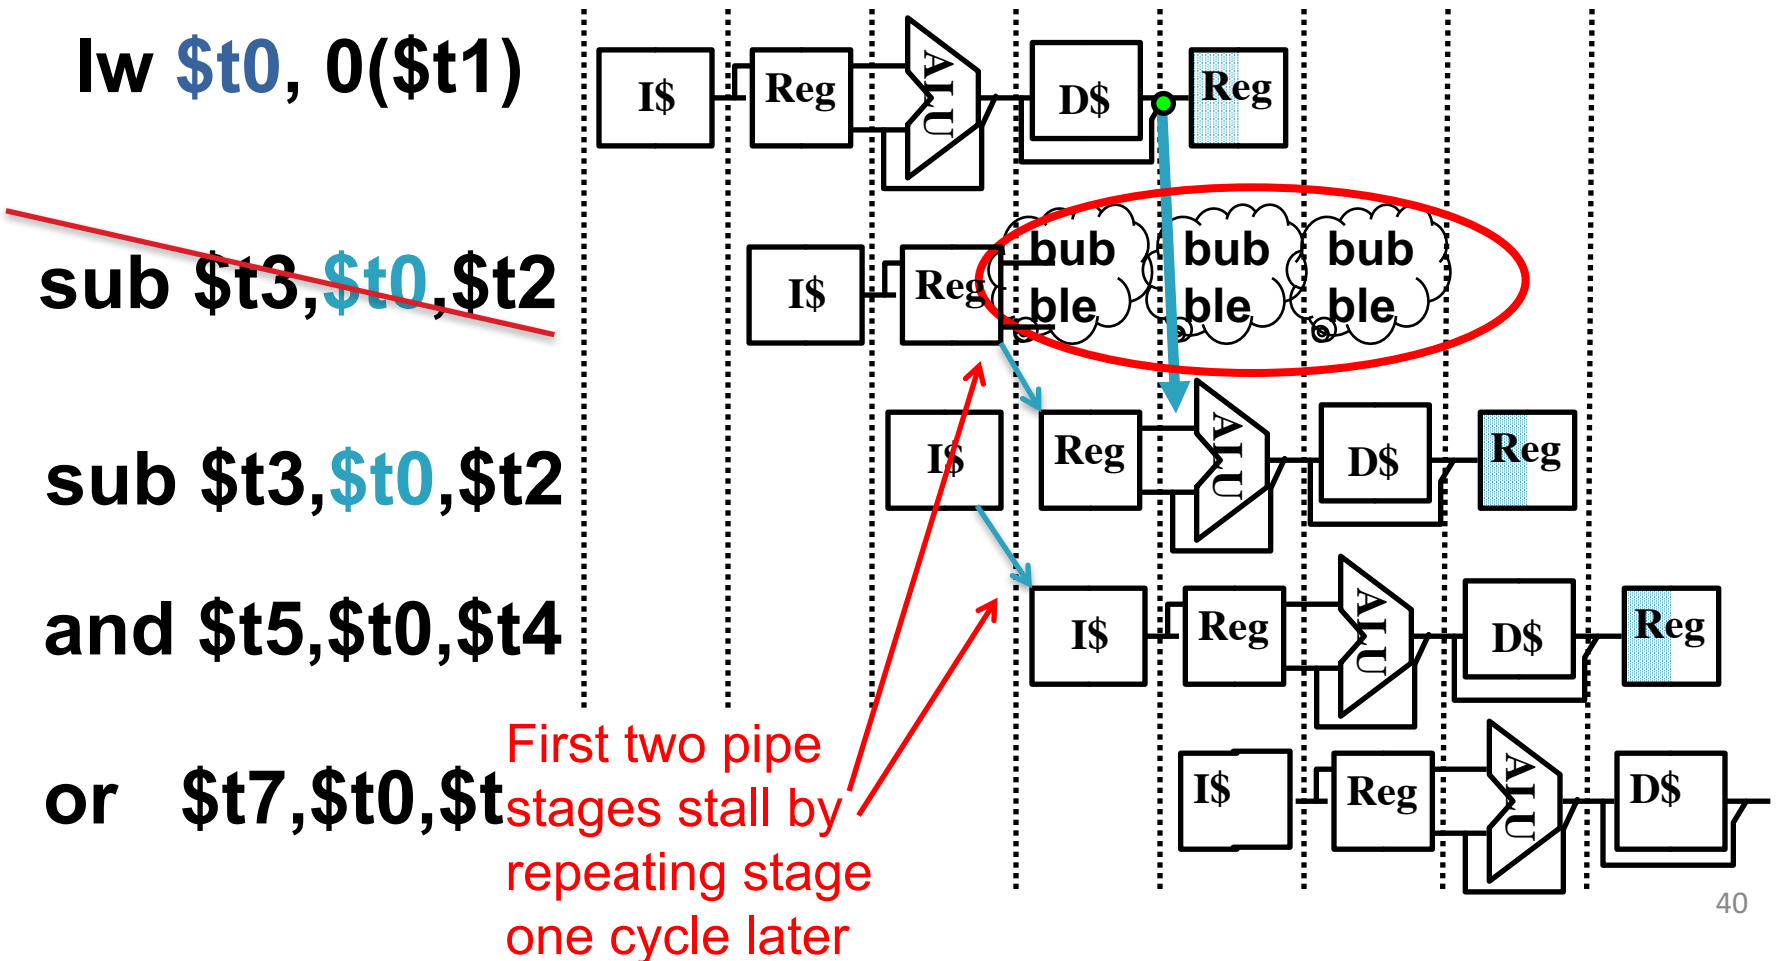 lw $t0, 0($t1)
I$ Reg ALU D$ Reg
sub $t3,$t0,$t2
I$ Reg bub bub bub
ble ble ble
sub $t3,$t0,$t2
I$ Reg ALU D$ Reg
and $t5,$t0,$t4
I$ Reg ALU D$ Reg
or $t7,$t0,$t
I$ Reg ALU D$
First two pipe
stages stall by
repeating stage
one cycle later
40